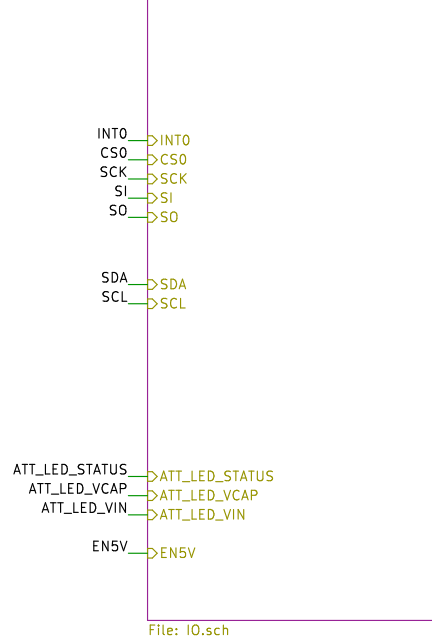 INT0 INT0
CS0 CS0
SCK SCK
SI SI
SO SO
SDA SDA
SCL SCL
ATT_LED_STATUS ATT_LED_STATUS
ATT_LED_VCAP ATT_LED_VCAP
ATT_LED_VIN ATT_LED_VIN
EN5V EN5V
File: IO.sch